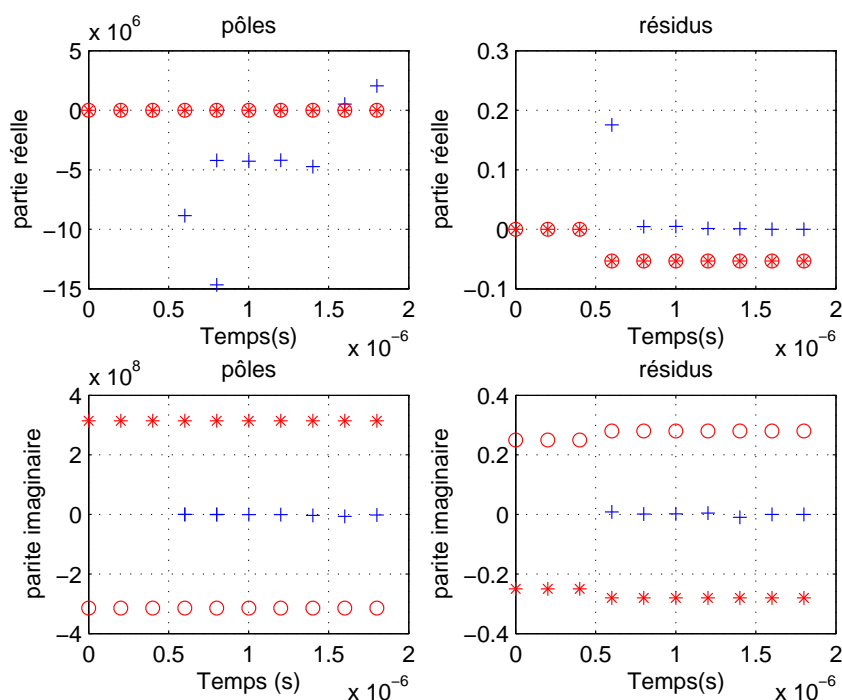 pôles
résidus
x 10⁶
partie réelle
5
0
−5
−10
−15
0
0.5
1
1.5
2
Temps(s)
x 10⁻⁶
partie réelle
0.3
0.2
0.1
0
−0.1
0
0.5
1
1.5
2
Temps(s)
x 10⁻⁶
pôles
résidus
x 10⁸
parite imaginaire
4
2
0
−2
−4
0
0.5
1
1.5
2
Temps (s)
x 10⁻⁶
parite imaginaire
0.4
0.2
0
−0.2
−0.4
0
0.5
1
1.5
2
Temps(s)
x 10⁻⁶